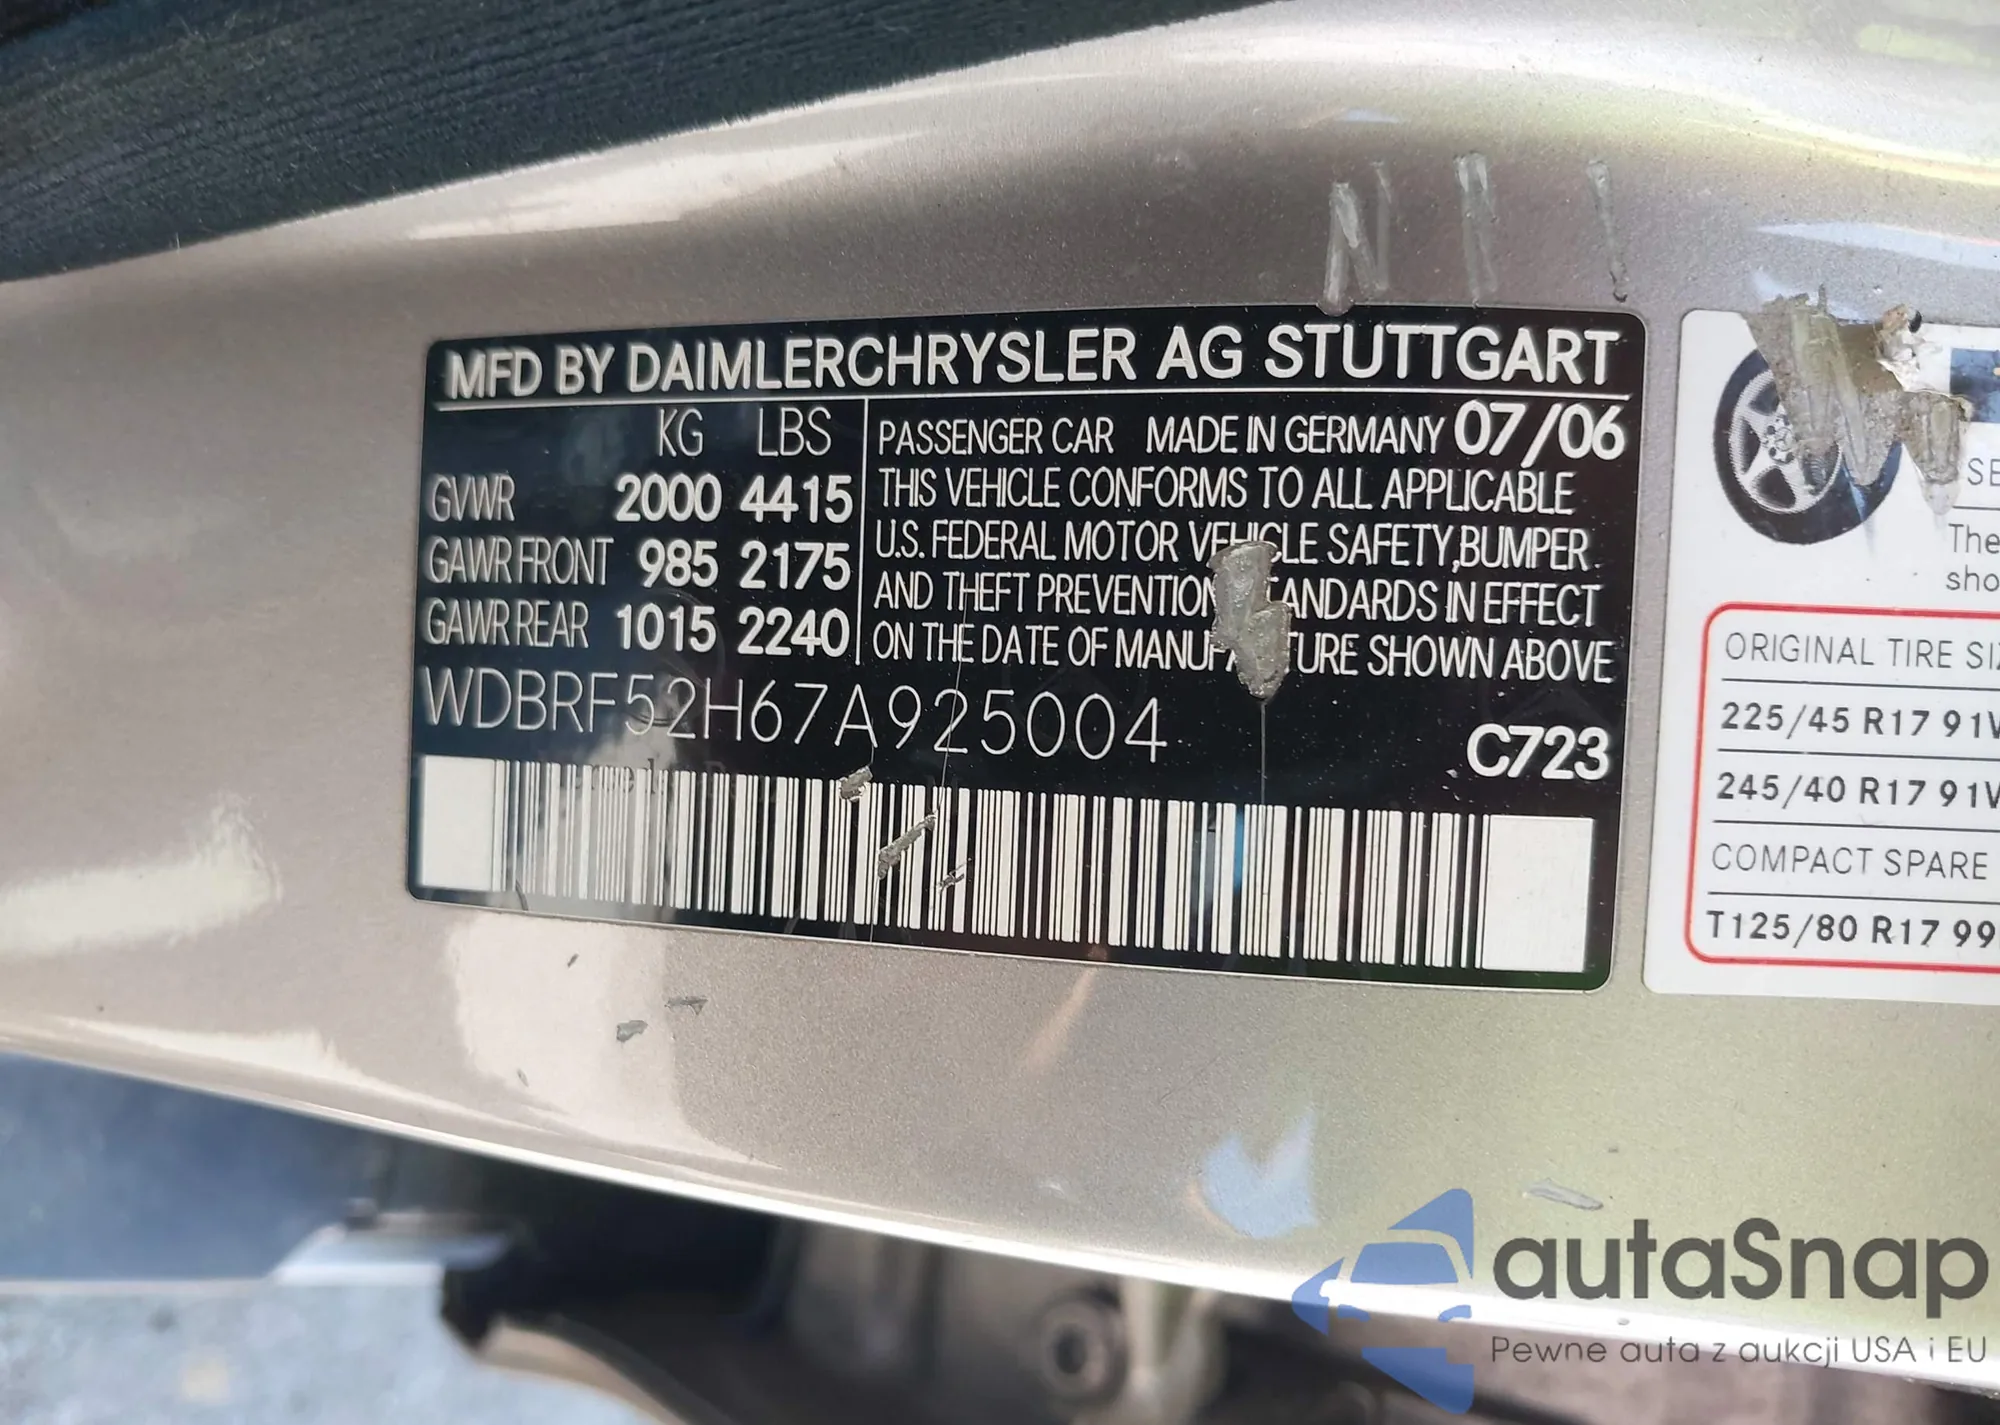 MFD BY DAIMLERCHRYSLER AG STUTTGART
KG LBS
GVWR 2000 4415
GAWR FRONT 985 2175
GAWR REAR 1015 2240
PASSENGER CAR MADE IN GERMANY 07/06
THIS VEHICLE CONFORMS TO ALL APPLICABLE
U.S. FEDERAL MOTOR VEHICLE SAFETY, BUMPER
AND THEFT PREVENTION STANDARDS IN EFFECT
ON THE DATE OF MANUFACTURE SHOWN ABOVE
WDBRF52H67A925004
C723
The
ORIGINAL TIRE
225/45 R17 91V
245/40 R17 91V
COMPACT SPARE
T125/80 R17 99
autaSnap
Pewne auta z aukcji USA i EU